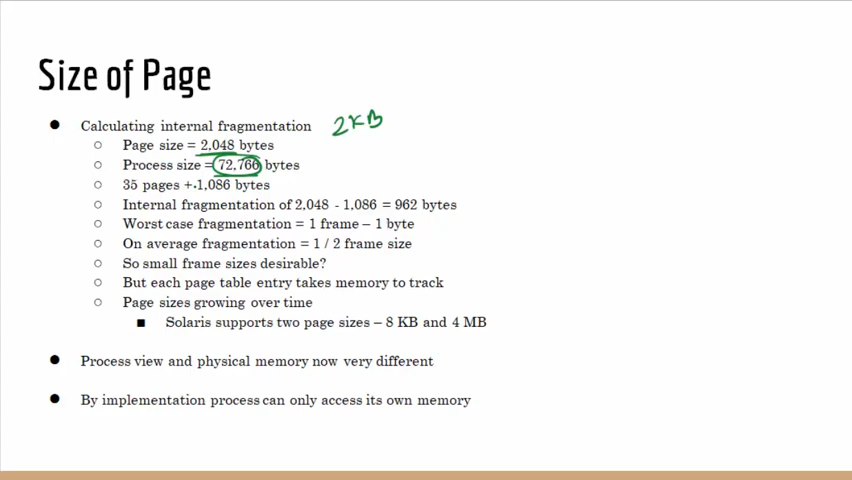 Size of Page
● Calculating internal fragmentation 2KB
○ Page size = 2,048 bytes
○ Process size = 72,766 bytes
○ 35 pages + 1,086 bytes
○ Internal fragmentation of 2,048 - 1,086 = 962 bytes
○ Worst case fragmentation = 1 frame – 1 byte
○ On average fragmentation = 1 / 2 frame size
○ So small frame sizes desirable?
○ But each page table entry takes memory to track
○ Page sizes growing over time
■ Solaris supports two page sizes – 8 KB and 4 MB
● Process view and physical memory now very different
● By implementation process can only access its own memory